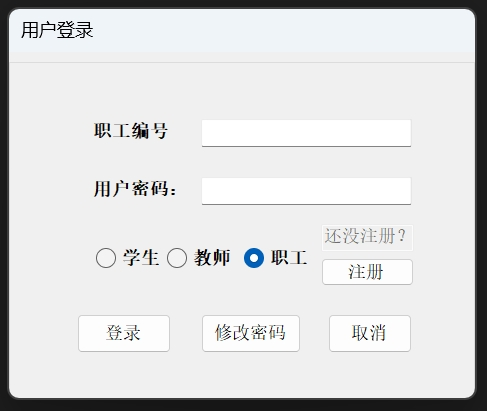 用户登录
职工编号
用户密码：
还没注册？
学生 教师 职工
注册
登录 修改密码 取消